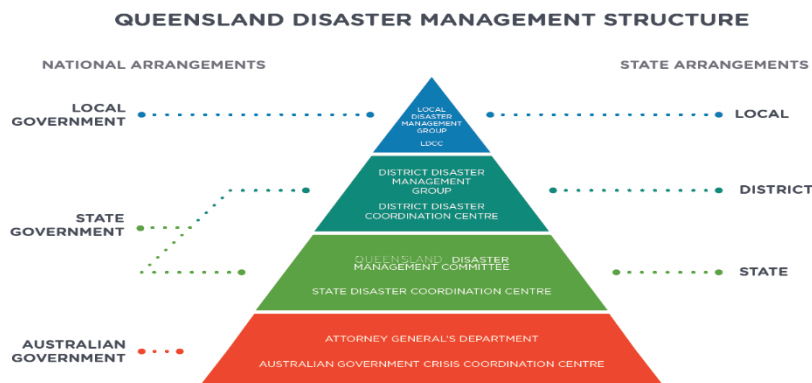 QUEENSLAND DISASTER MANAGEMENT STRUCTURE
NATIONAL ARRANGEMENTS
STATE ARRANGEMENTS
LOCAL
GOVERNMENT
LOCAL
DISASTER
MANAGEMENT
GROUP
LDCC
LOCAL
DISTRICT DISASTER
MANAGEMENT
GROUP
DISTRICT DISASTER
COORDINATION CENTRE
DISTRICT
STATE
GOVERNMENT
QUEENSLAND DISASTER
MANAGEMENT COMMITTEE
STATE DISASTER COORDINATION CENTRE
STATE
AUSTRALIAN
GOVERNMENT
ATTORNEY GENERAL'S DEPARTMENT
AUSTRALIAN GOVERNMENT CRISIS COORDINATION CENTRE